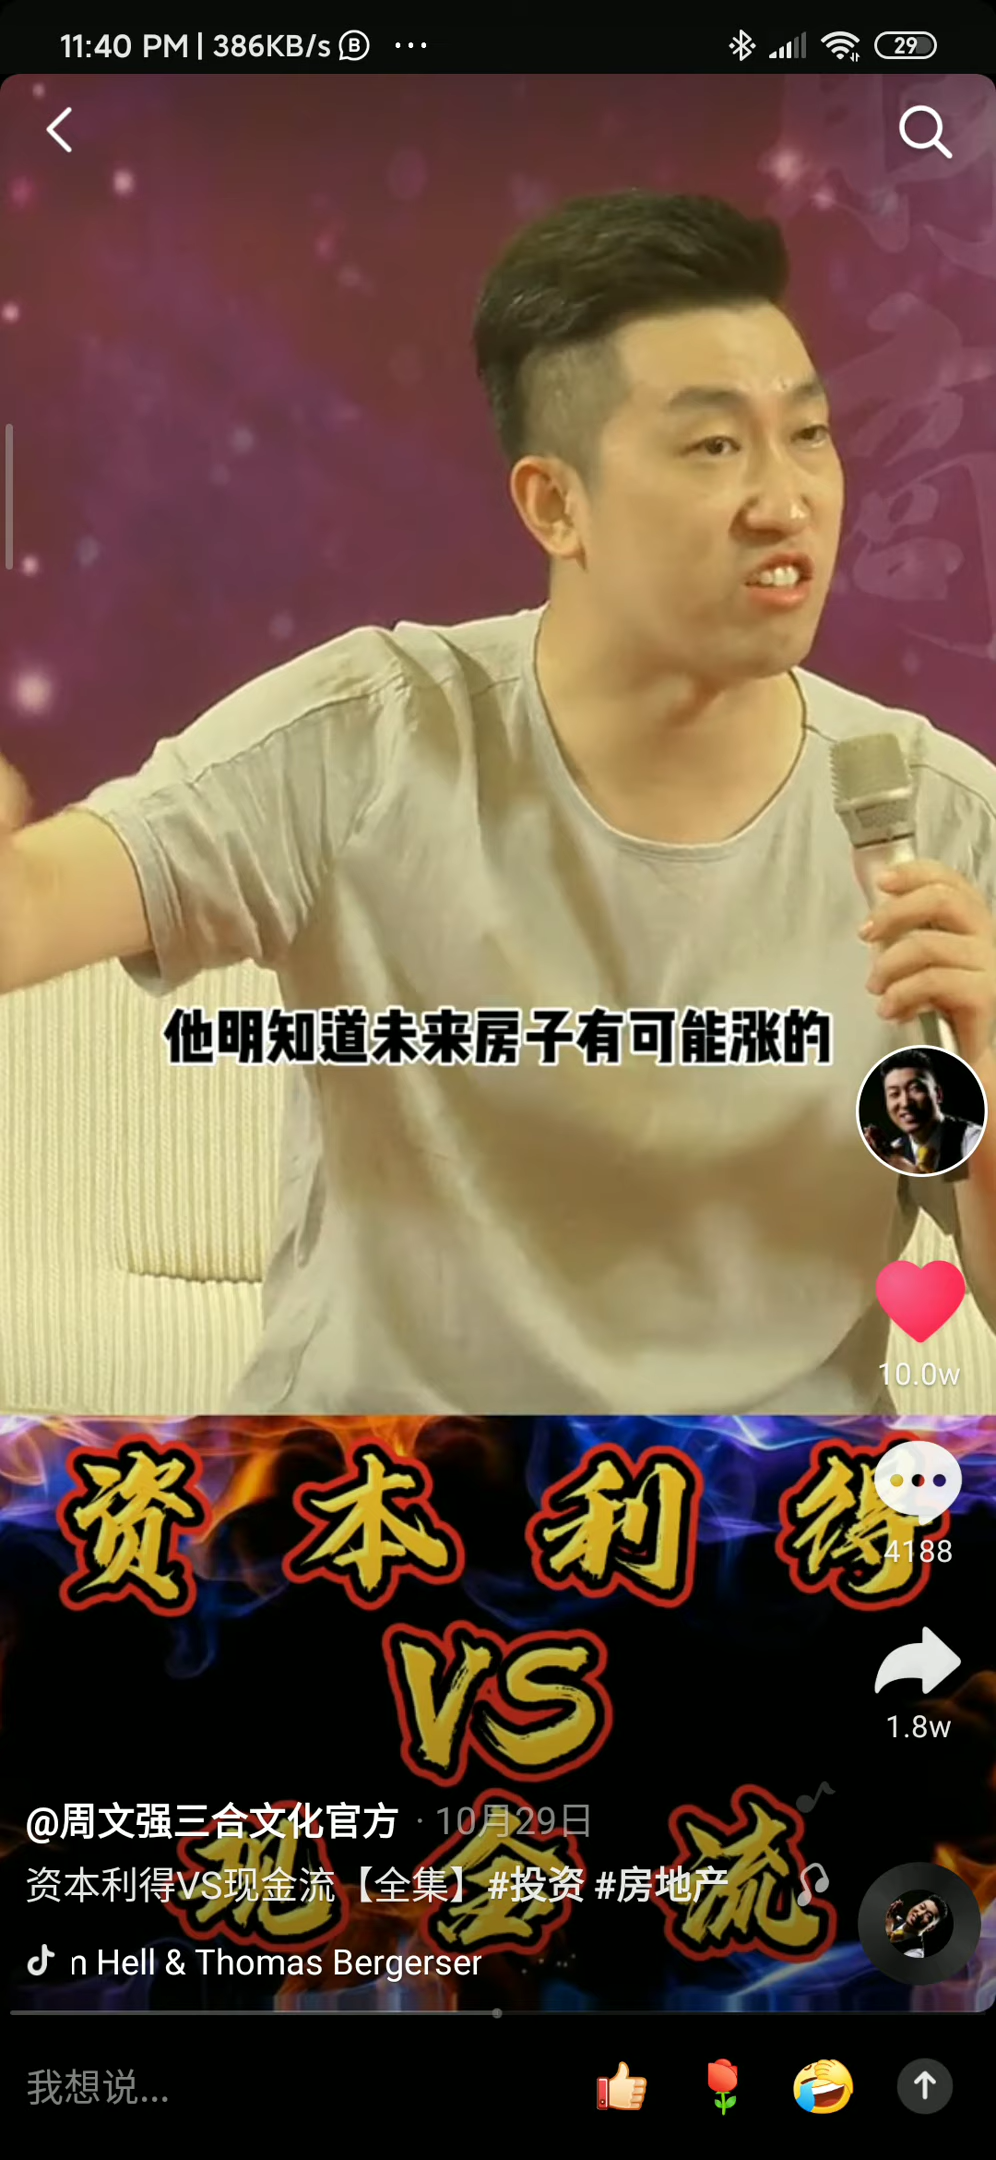 11:40 PM | 386KB/s B ...
29
他明知道未来房子有可能涨的
10.0w
资本利得
4188
VS
1.8w
现金流
@周文强三合文化官方 · 10月29日
资本利得VS现金流【全集】#投资 #房地产
n Hell & Thomas Bergerser
我想说...